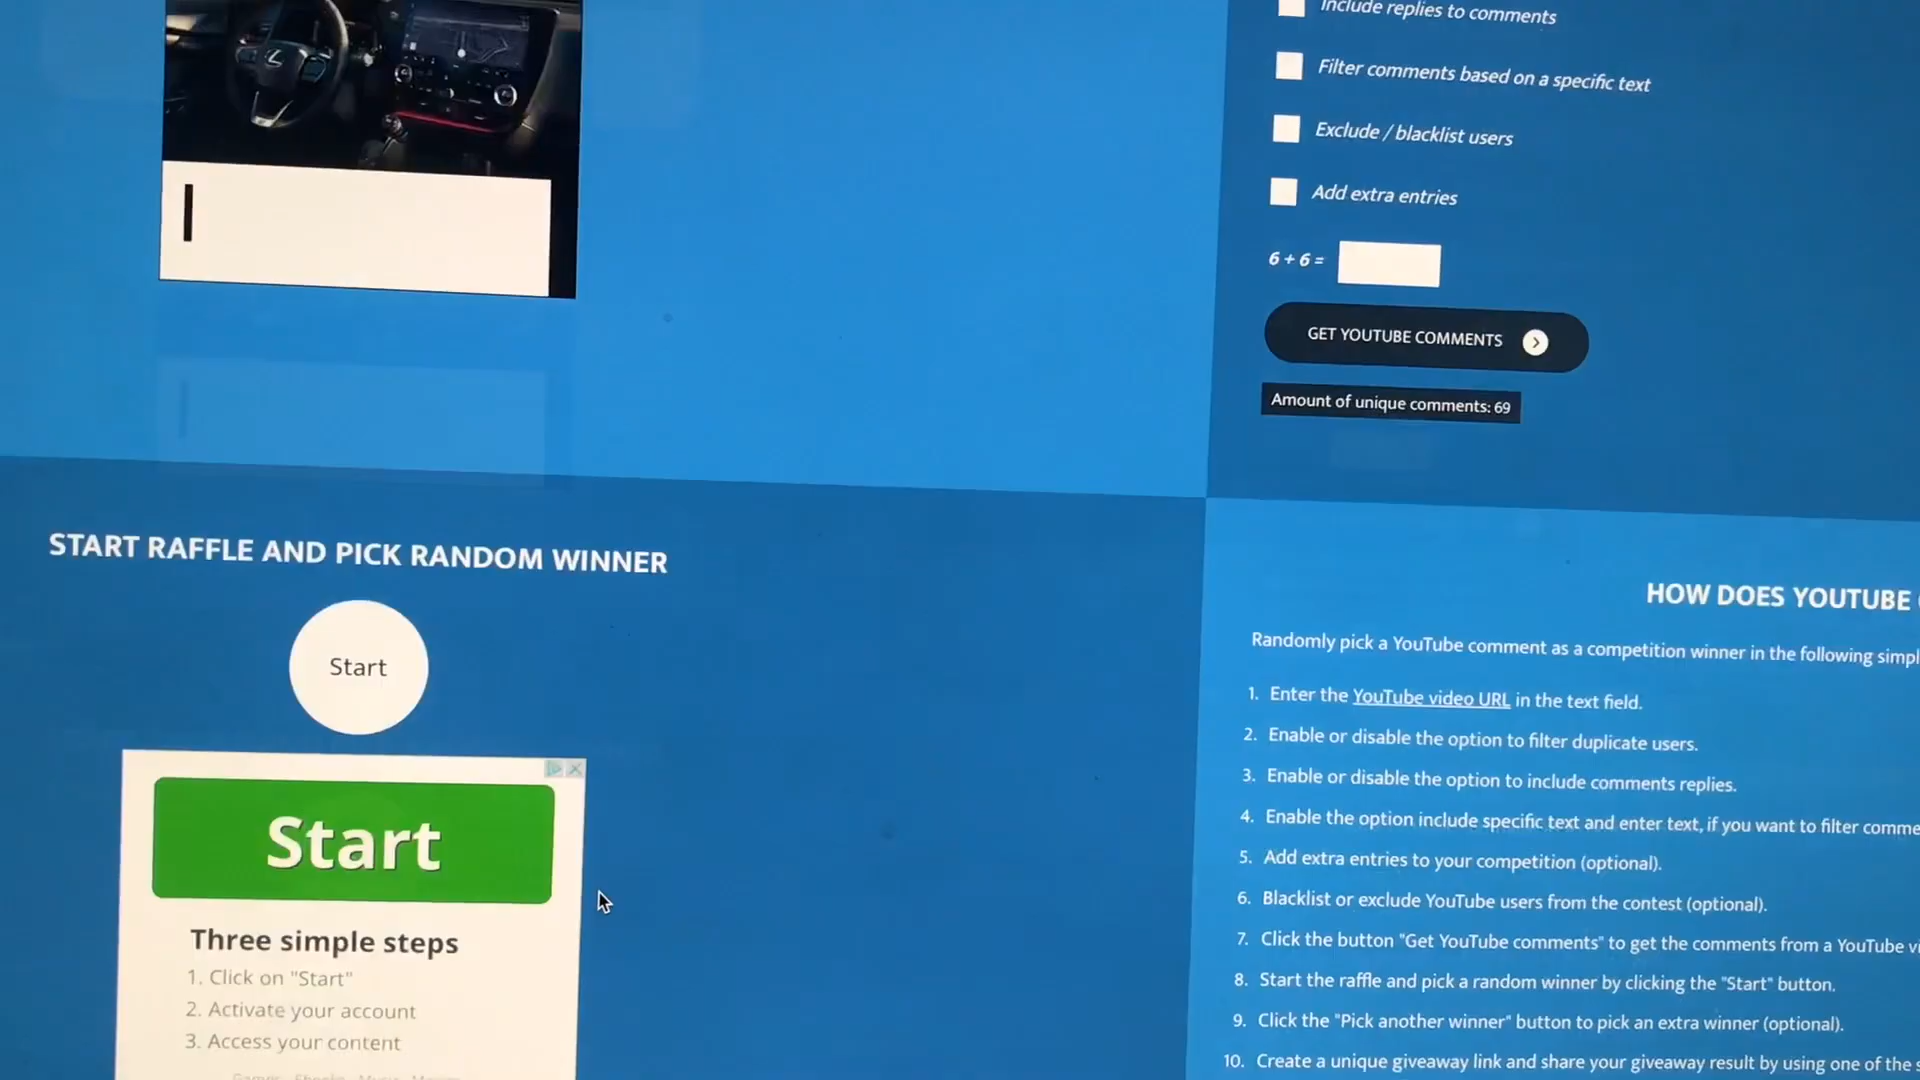 Include replies to comments
Filter comments based on a specific text
Exclude / blacklist users
Add extra entries
6 + 6 =
GET YOUTUBE COMMENTS
Amount of unique comments: 69
START RAFFLE AND PICK RANDOM WINNER
Start
Start
Three simple steps
1. Click on "Start"
2. Activate your account
3. Access your content
HOW DOES YOUTUBE
Randomly pick a YouTube comment as a competition winner in the following simpl
1. Enter the YouTube video URL in the text field.
2. Enable or disable the option to filter duplicate users.
3. Enable or disable the option to include comments replies.
4. Enable the option include specific text and enter text, if you want to filter comme
5. Add extra entries to your competition (optional).
6. Blacklist or exclude YouTube users from the contest (optional).
7. Click the button "Get YouTube comments" to get the comments from a YouTube vi
8. Start the raffle and pick a random winner by clicking the "Start" button.
9. Click the "Pick another winner" button to pick an extra winner (optional).
10. Create a unique giveaway link and share your giveaway result by using one of the s